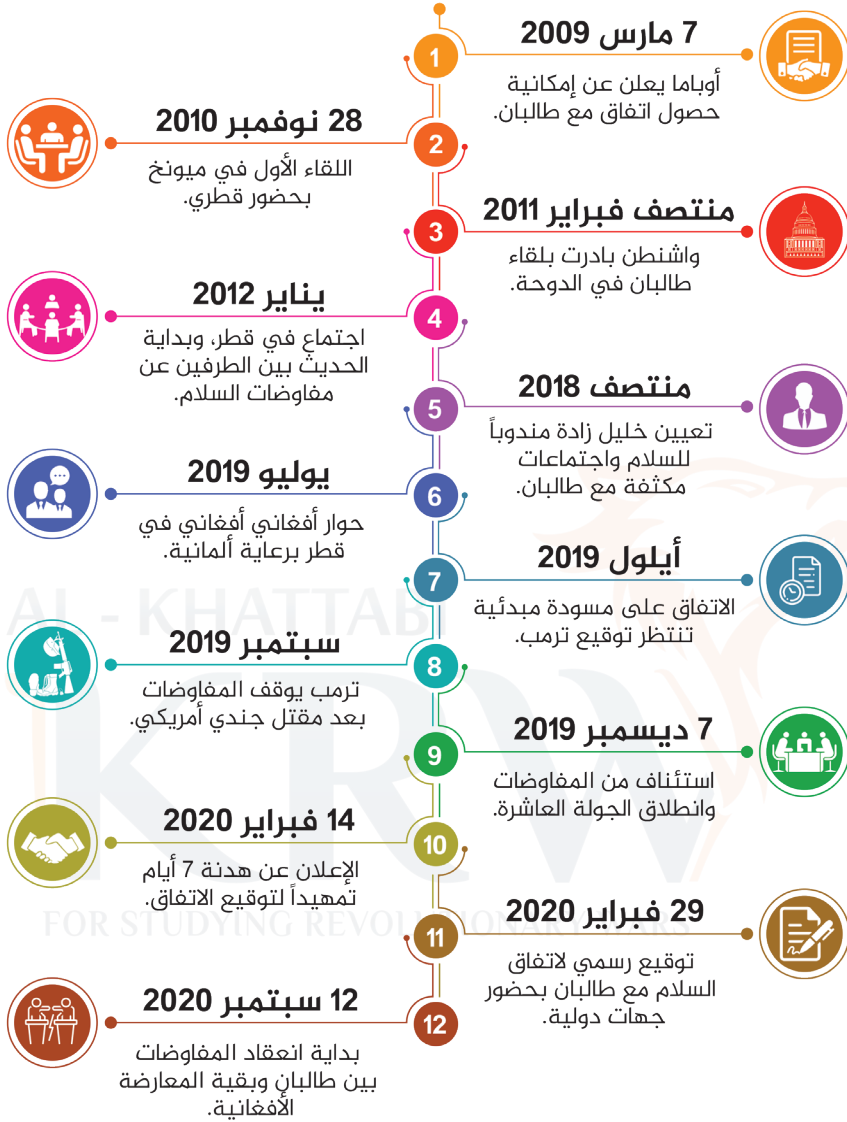 1
7 مارس 2009
أوباما يعلن عن إمكانية
حصول اتفاق مع طالبان.
2
28 نوفمبر 2010
اللقاء الأول في ميونخ
بحضور قطري.
3
منتصف فبراير 2011
واشنطن بادرت بلقاء
طالبان في الدوحة.
4
يناير 2012
اجتماع في قطر، وبداية
الحديث بين الطرفين عن
مفاوضات السلام.
5
منتصف 2018
تعيين خليل زادة مندوباً
للسلام واجتماعات
مكثفة مع طالبان.
6
يوليو 2019
حوار أفغاني أفغاني في
قطر برعاية ألمانية.
7
أيلول 2019
الاتفاق على مسودة مبدئية
تنتظر توقيع ترمب.
8
سبتمبر 2019
ترمب يوقف المفاوضات
بعد مقتل جندي أمريكي.
9
7 ديسمبر 2019
استئناف من المفاوضات
وانطلاق الجولة العاشرة.
10
14 فبراير 2020
الإعلان عن هدنة 7 أيام
تمهيداً لتوقيع الاتفاق.
11
29 فبراير 2020
توقيع رسمي لاتفاق
السلام مع طالبان بحضور
جهات دولية.
12
12 سبتمبر 2020
بداية انعقاد المفاوضات
بين طالبان وبقية المعارضة
الأفغانية.
AL - KHATTABI
KRW
FOR STUDYING REVOLUTIONARY WARS